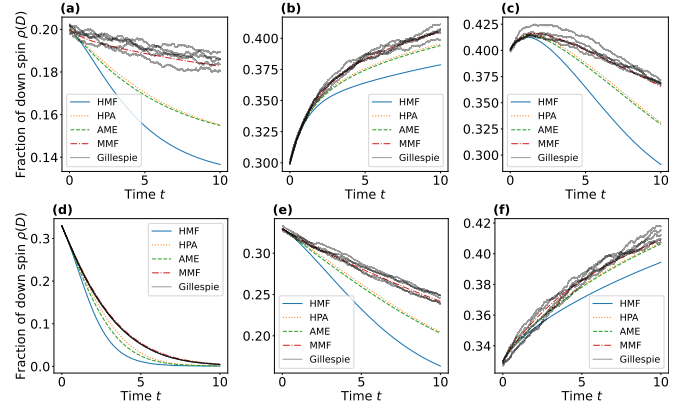 (a) (b) (c)
Fraction of down spin ρ(D)
0.20
0.18
0.16
0.14
HMF
HPA
AME
MMF
Gillespie
0 5 10
Time t
0.400
0.375
0.350
0.325
0.300
HMF
HPA
AME
MMF
Gillespie
0 5 10
Time t
0.425
0.400
0.375
0.350
0.325
0.300
HMF
HPA
AME
MMF
Gillespie
0 5 10
Time t
(d) (e) (f)
Fraction of down spin ρ(D)
0.3
0.2
0.1
0.0
HMF
HPA
AME
MMF
Gillespie
0 5 10
Time t
0.30
0.25
0.20
HMF
HPA
AME
MMF
Gillespie
0 5 10
Time t
0.42
0.40
0.38
0.36
0.34
HMF
HPA
AME
MMF
Gillespie
0 5 10
Time t